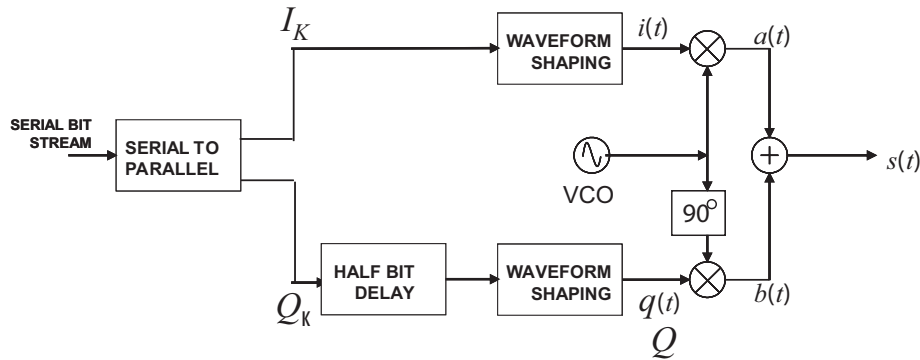 I_K
WAVEFORM
SHAPING
i(t)
a(t)
SERIAL BIT
STREAM
SERIAL TO
PARALLEL
VCO
+
s(t)
90°
HALF BIT
DELAY
WAVEFORM
SHAPING
Q_K
q(t)
b(t)
Q